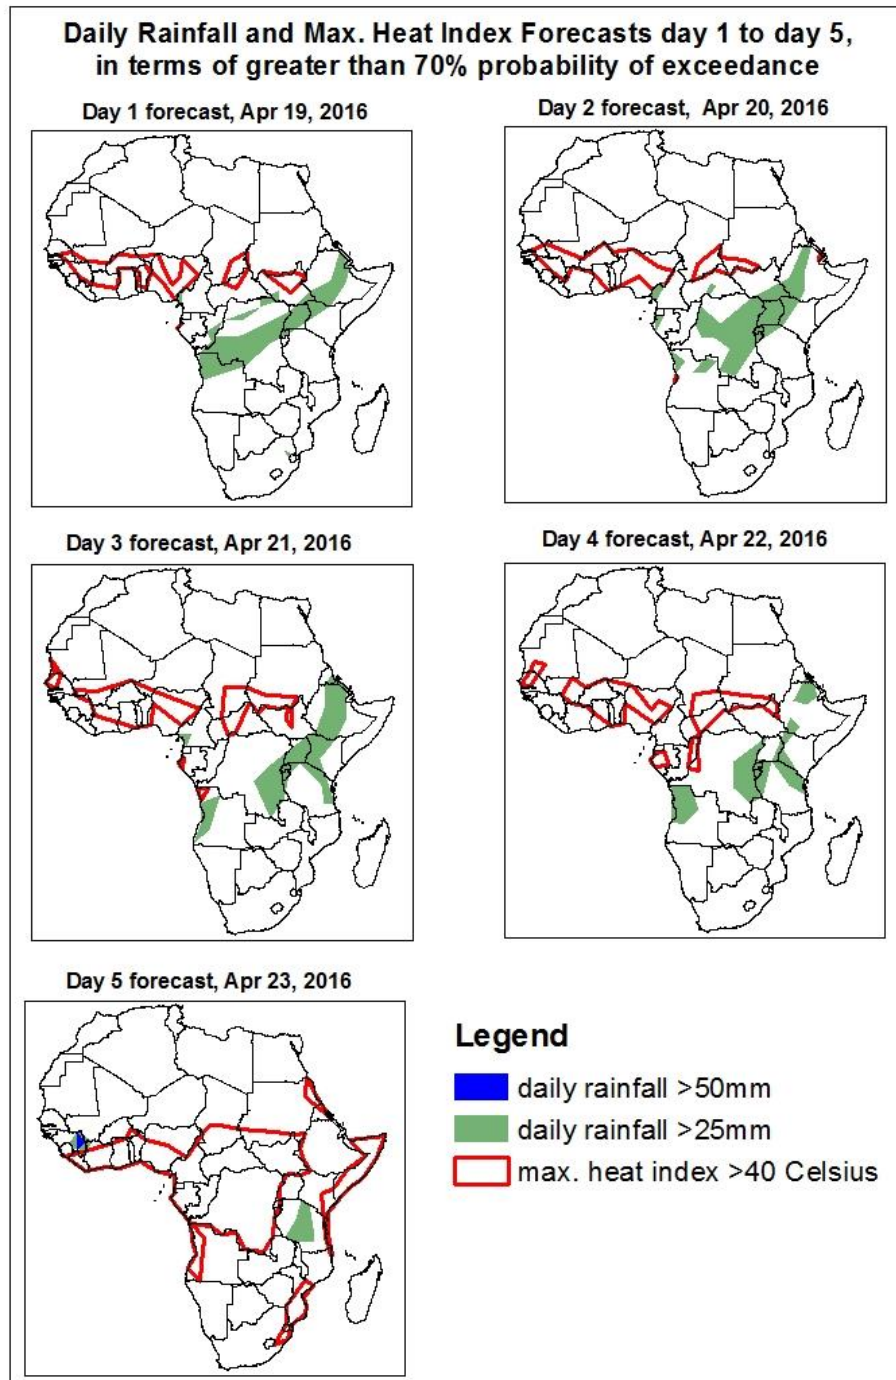 Daily Rainfall and Max. Heat Index Forecasts day 1 to day 5,
in terms of greater than 70% probability of exceedance
Day 1 forecast, Apr 19, 2016
Day 2 forecast, Apr 20, 2016
Day 3 forecast, Apr 21, 2016
Day 4 forecast, Apr 22, 2016
Day 5 forecast, Apr 23, 2016
Legend
daily rainfall >50mm
daily rainfall >25mm
max. heat index >40 Celsius